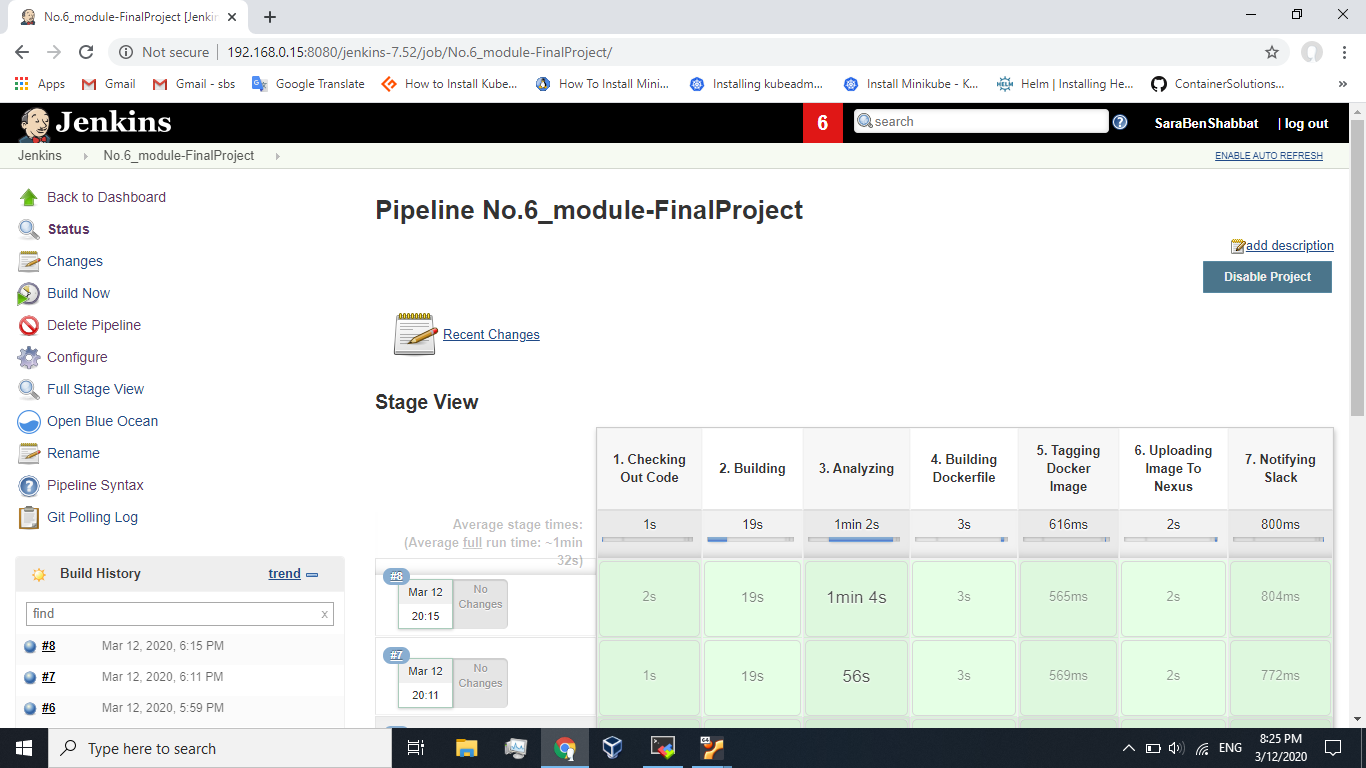 No.6_module-FinalProject [Jenkin
Not secure | 192.168.0.15:8080/jenkins-7.52/job/No.6_module-FinalProject/
Apps Gmail Gmail - sbs Google Translate How to Install Kube... How To Install Mini... Installing kubeadm... Install Minikube - K... Helm | Installing He... ContainerSolutions... »
Jenkins 6 search SaraBenShabbat | log out
Jenkins No.6_module-FinalProject ENABLE AUTO REFRESH
Back to Dashboard
Status
Changes
Build Now
Delete Pipeline
Configure
Full Stage View
Open Blue Ocean
Rename
Pipeline Syntax
Git Polling Log
Build History trend
find x
#8 Mar 12, 2020, 6:15 PM
#7 Mar 12, 2020, 6:11 PM
#6 Mar 12, 2020, 5:59 PM
Pipeline No.6_module-FinalProject
add description
Disable Project
Recent Changes
Stage View
1. Checking Out Code 2. Building 3. Analyzing 4. Building Dockerfile 5. Tagging Docker Image 6. Uploading Image To Nexus 7. Notifying Slack
Average stage times:
(Average full run time: ~1min
32s)
1s 19s 1min 2s 3s 616ms 2s 800ms
#8
Mar 12
20:15
No
Changes
2s 19s 1min 4s 3s 565ms 2s 804ms
#7
Mar 12
20:11
No
Changes
1s 19s 56s 3s 569ms 2s 772ms
Type here to search
ENG
8:25 PM
3/12/2020